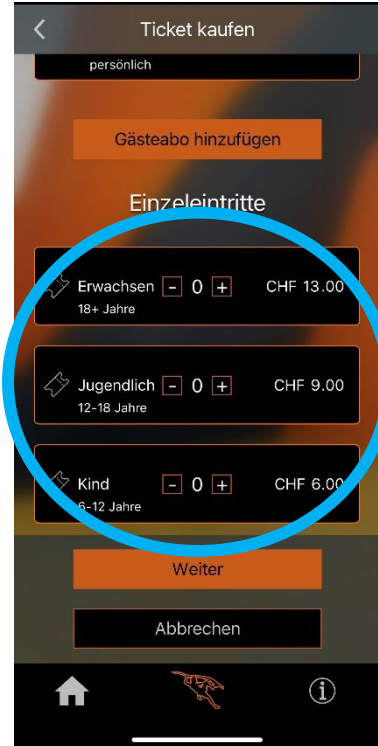 Ticket kaufen
persönlich
Gästeabo hinzufügen
Einzeleintritte
Erwachsen - 0 + CHF 13.00
18+ Jahre
Jugendlich - 0 + CHF 9.00
12-18 Jahre
Kind - 0 + CHF 6.00
6-12 Jahre
Weiter
Abbrechen